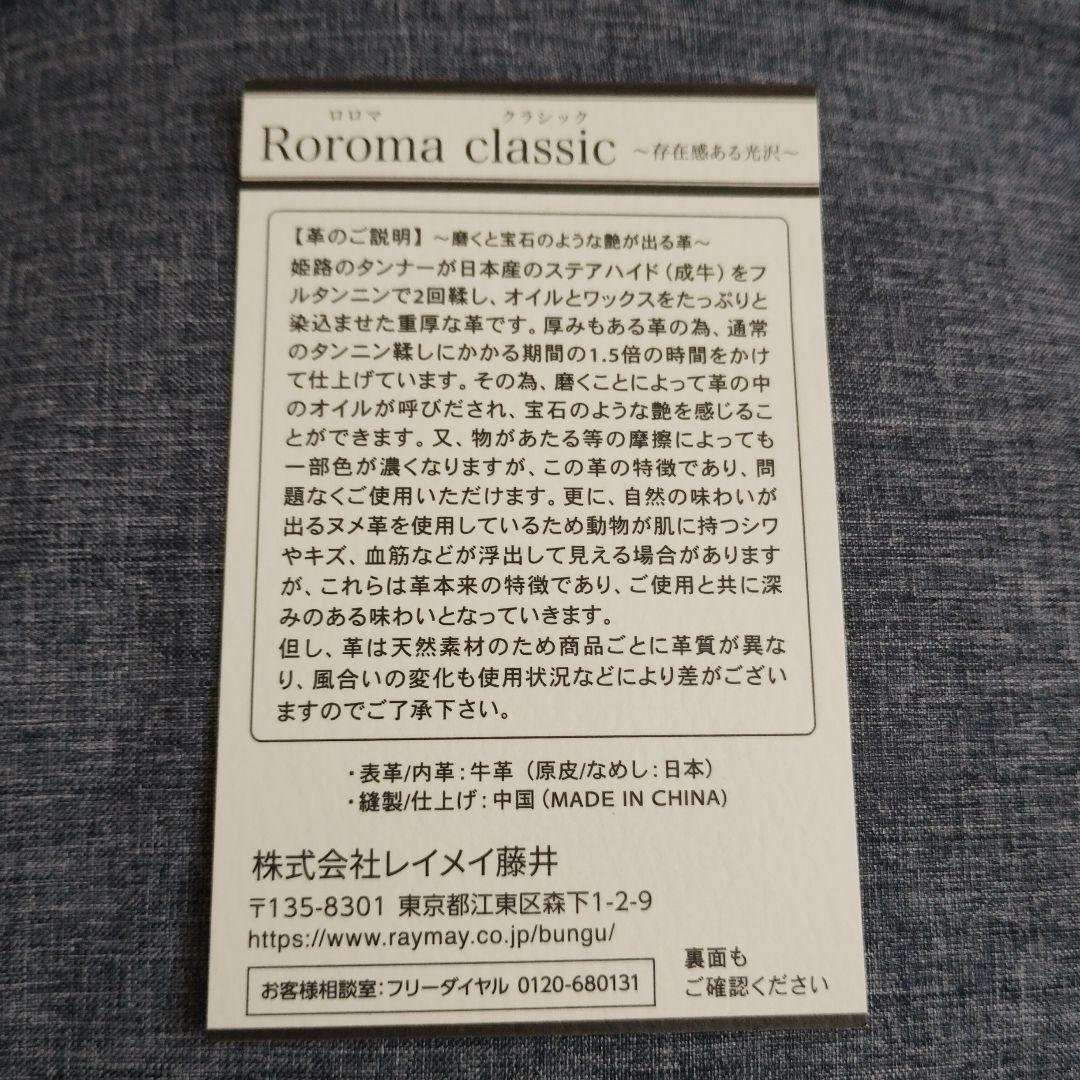 ロロマ クラシック
Roroma classic ～存在感ある光沢～
【革のご説明】～磨くと宝石のような艶が出る革～
姫路のタンナーが日本産のステアハイド（成牛）をフ
ルタンニンで2回鞣し、オイルとワックスをたっぷりと
染込ませた重厚な革です。厚みもある革の為、通常
のタンニン鞣しにかかる期間の1.5倍の時間をかけ
て仕上げています。その為、磨くことによって革の中
のオイルが呼びだされ、宝石のような艶を感じるこ
とができます。又、物があたる等の摩擦によっても
一部色が濃くなりますが、この革の特徴であり、問
題なくご使用いただけます。更に、自然の味わいが
出るヌメ革を使用しているため動物が肌に持つシワ
やキズ、血筋などが浮出して見える場合があります
が、これらは革本来の特徴であり、ご使用と共に深
みのある味わいとなっていきます。
但し、革は天然素材のため商品ごとに革質が異な
り、風合いの変化も使用状況などにより差がござい
ますのでご了承下さい。
・表革/内革：牛革（原皮/なめし：日本）
・縫製/仕上げ：中国（MADE IN CHINA）
株式会社レイメイ藤井
〒135-8301 東京都江東区森下1-2-9
https://www.raymay.co.jp/bungu/
お客様相談室：フリーダイヤル 0120-680131
裏面も
ご確認ください